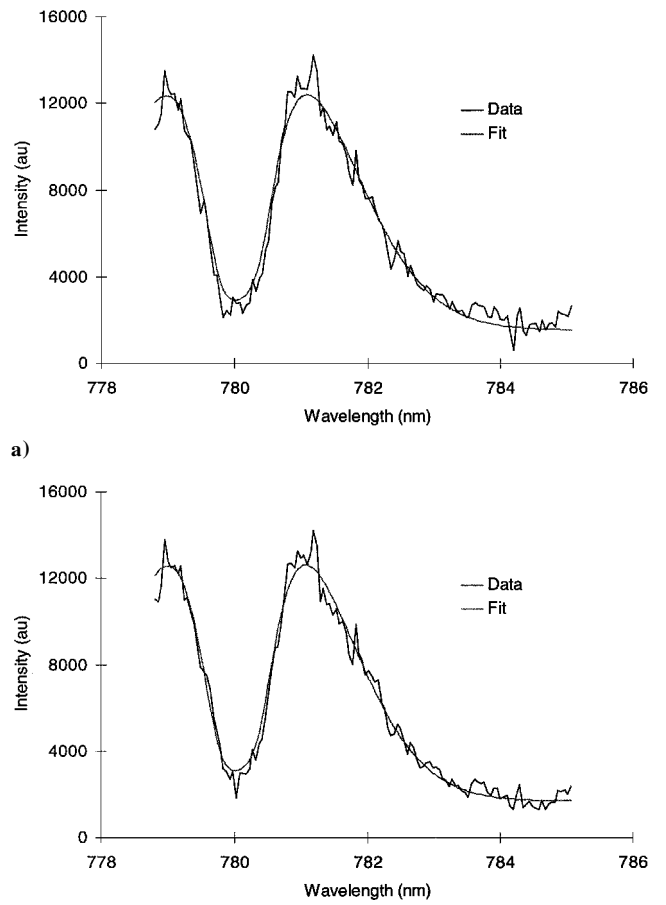 16000
12000
8000
4000
0
Intensity (au)
Data
Fit
778
780
782
784
786
Wavelength (nm)
a)
16000
12000
8000
4000
0
Intensity (au)
Data
Fit
778
780
782
784
786
Wavelength (nm)